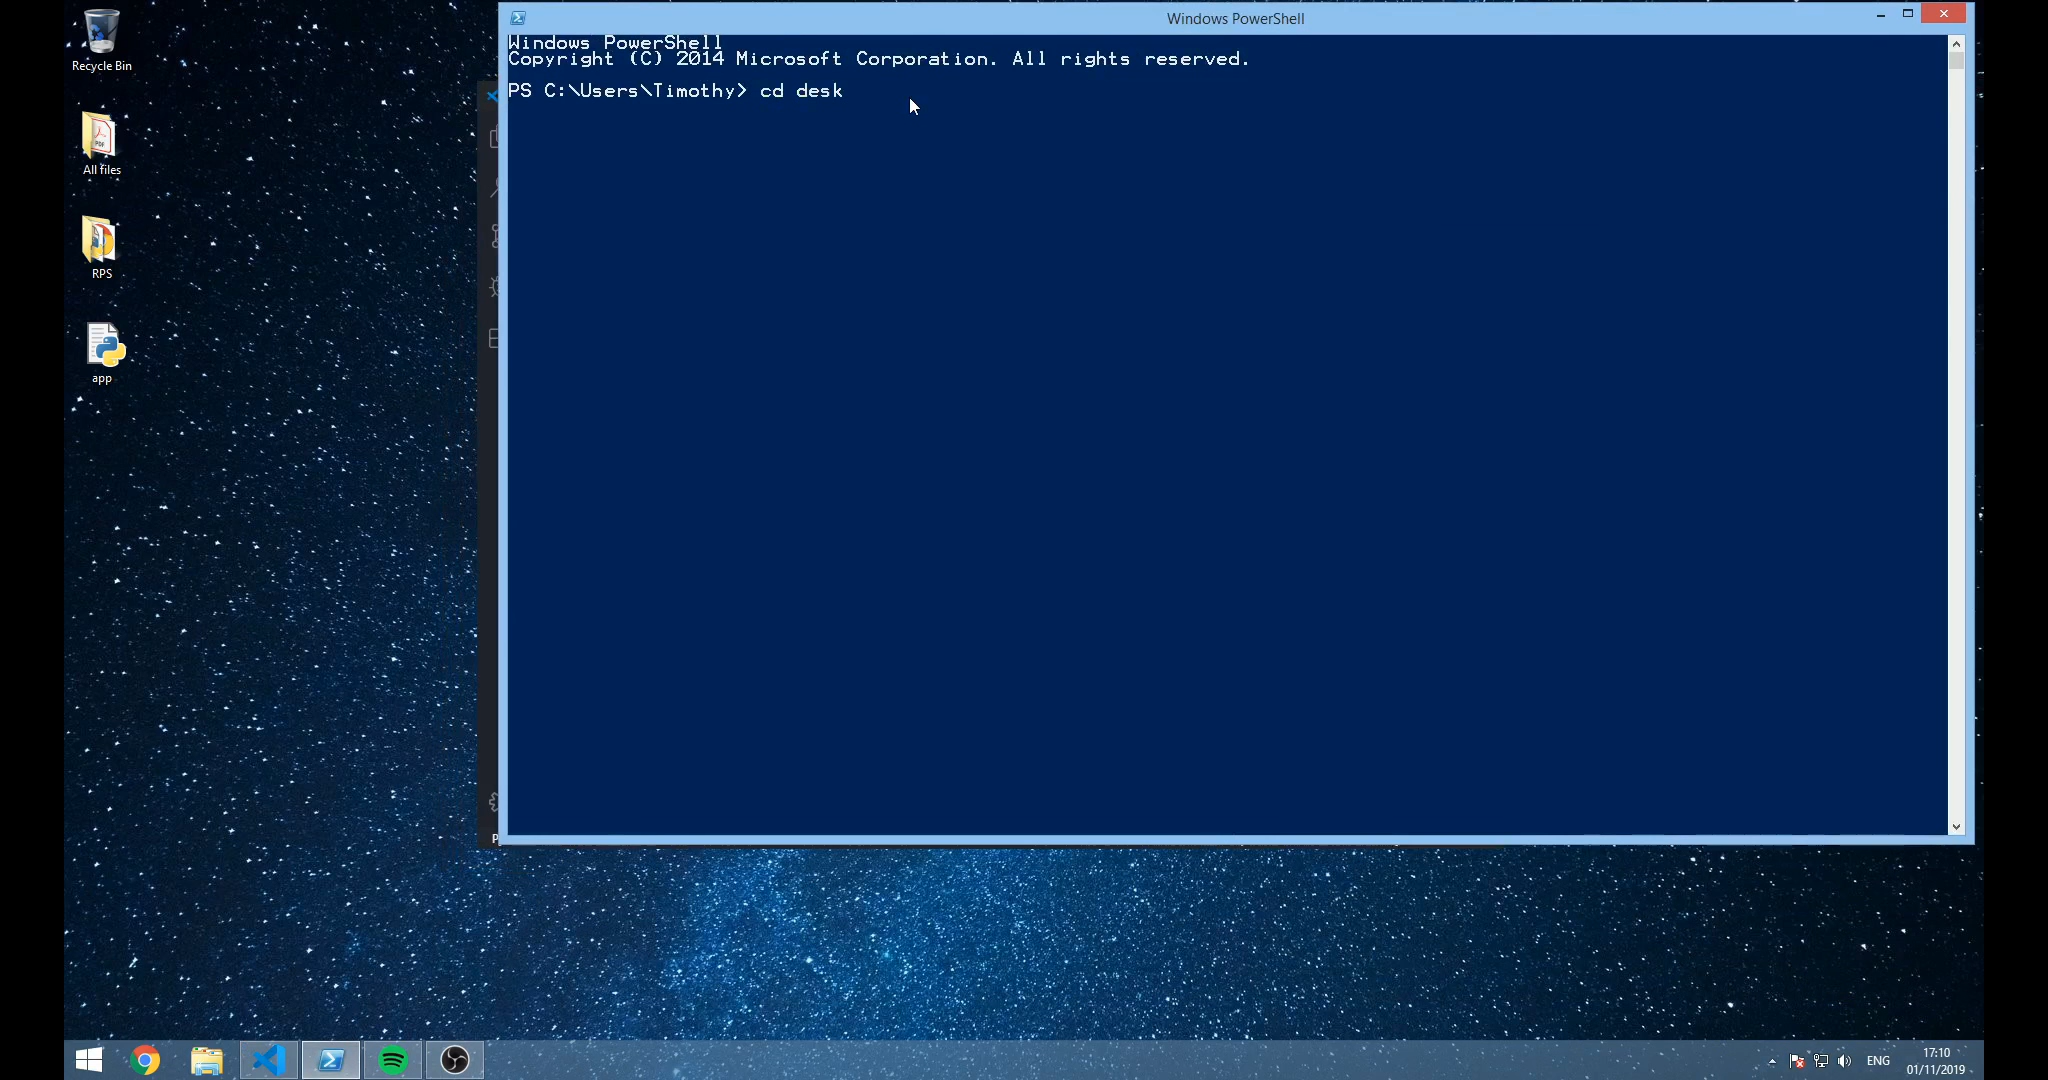 Recycle Bin
All files
RPS
app
Windows PowerShell
Windows PowerShell
Copyright (C) 2014 Microsoft Corporation. All rights reserved.
PS C:\Users\Timothy> cd desk
PDF
P
ENG
17:10
01/11/2019